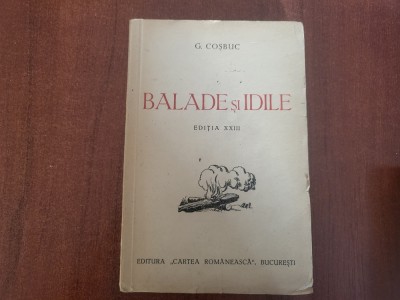 G. COȘBUC
BALADE ȘI IDILE
EDIȚIA XXIII
EDITURA „CARTEA ROMÂNEASCĂ", BUCUREȘTI